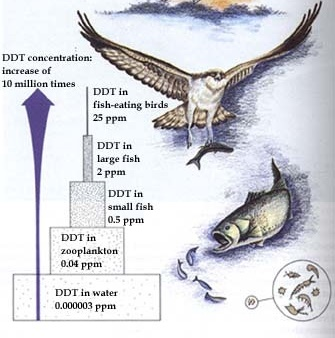 DDT concentration:
increase of
10 million times
DDT in
fish-eating birds
25 ppm
DDT in
large fish
2 ppm
DDT in
small fish
0.5 ppm
DDT in
zooplankton
0.04 ppm
DDT in water
0.000003 ppm